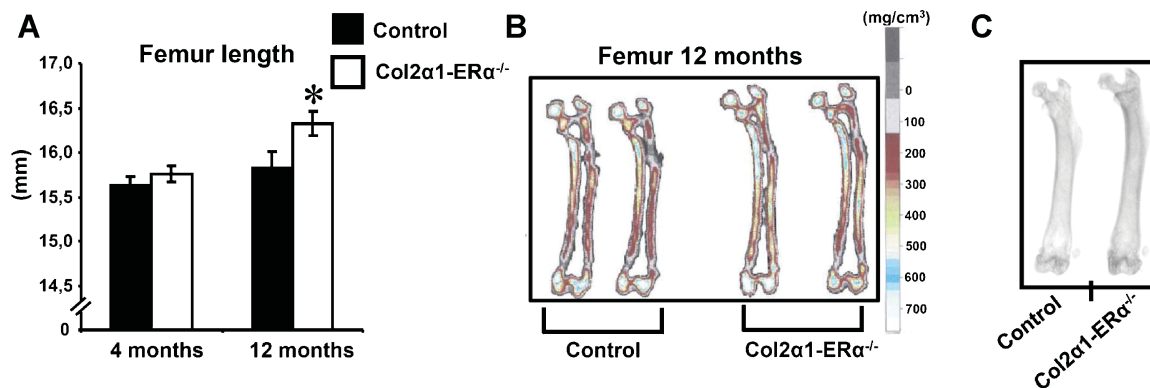 A
Femur length
Control
Col2α1-ERα-/-
17,0
16,5
16,0
15,5
15,0
14,5
0
(mm)
*
4 months
12 months
B
Femur 12 months
(mg/cm³)
0
100
200
300
400
500
600
700
Control
Col2α1-ERα-/-
C
Control
Col2α1-ERα-/-